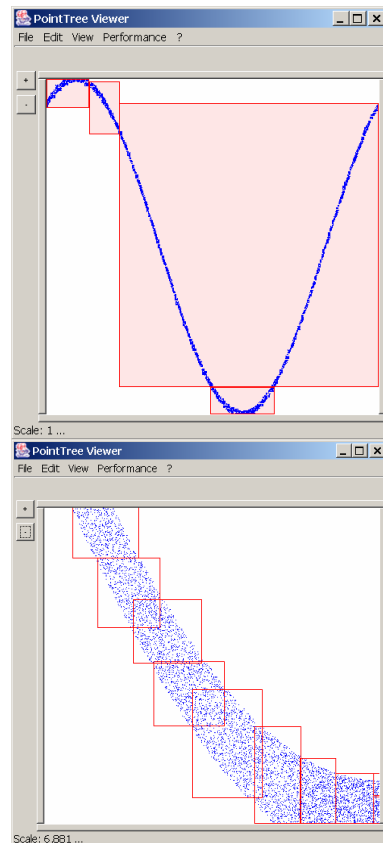 PointTree Viewer
File Edit View Performance ?
+
-
Scale: 1 ...
PointTree Viewer
File Edit View Performance ?
+
Scale: 6,881 ...